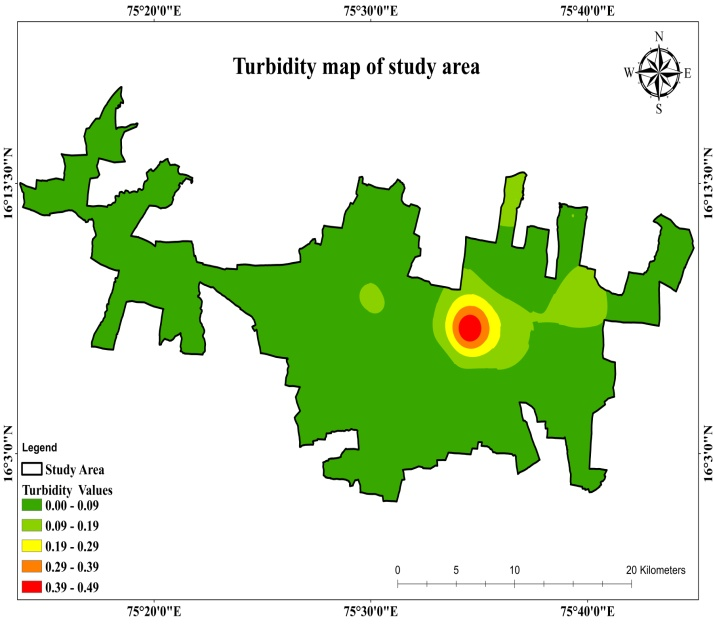 75°20'0"E 75°30'0"E 75°40'0"E
Turbidity map of study area
N
W E
S
16°13'30"N 16°13'30"N
16°3'0"N 16°3'0"N
Legend
Study Area
Turbidity Values
0.00 - 0.09
0.09 - 0.19
0.19 - 0.29
0.29 - 0.39
0.39 - 0.49
0 5 10 20 Kilometers
75°20'0"E 75°30'0"E 75°40'0"E